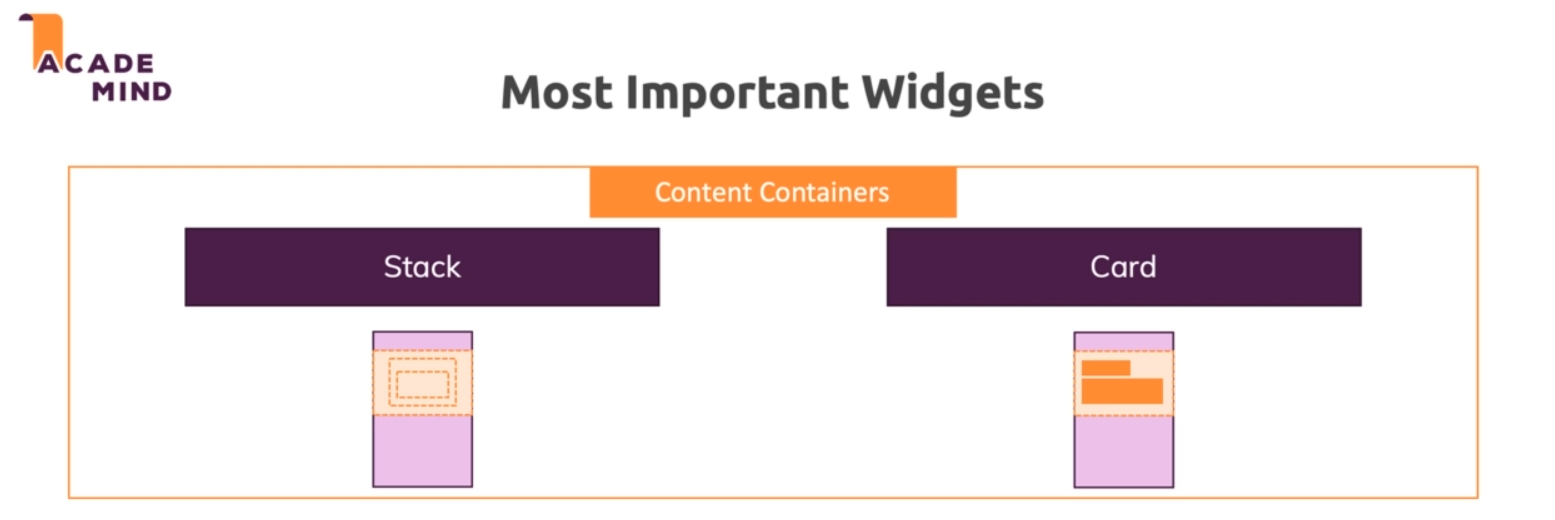 ACADE
MIND
Most Important Widgets
Content Containers
Stack
Card